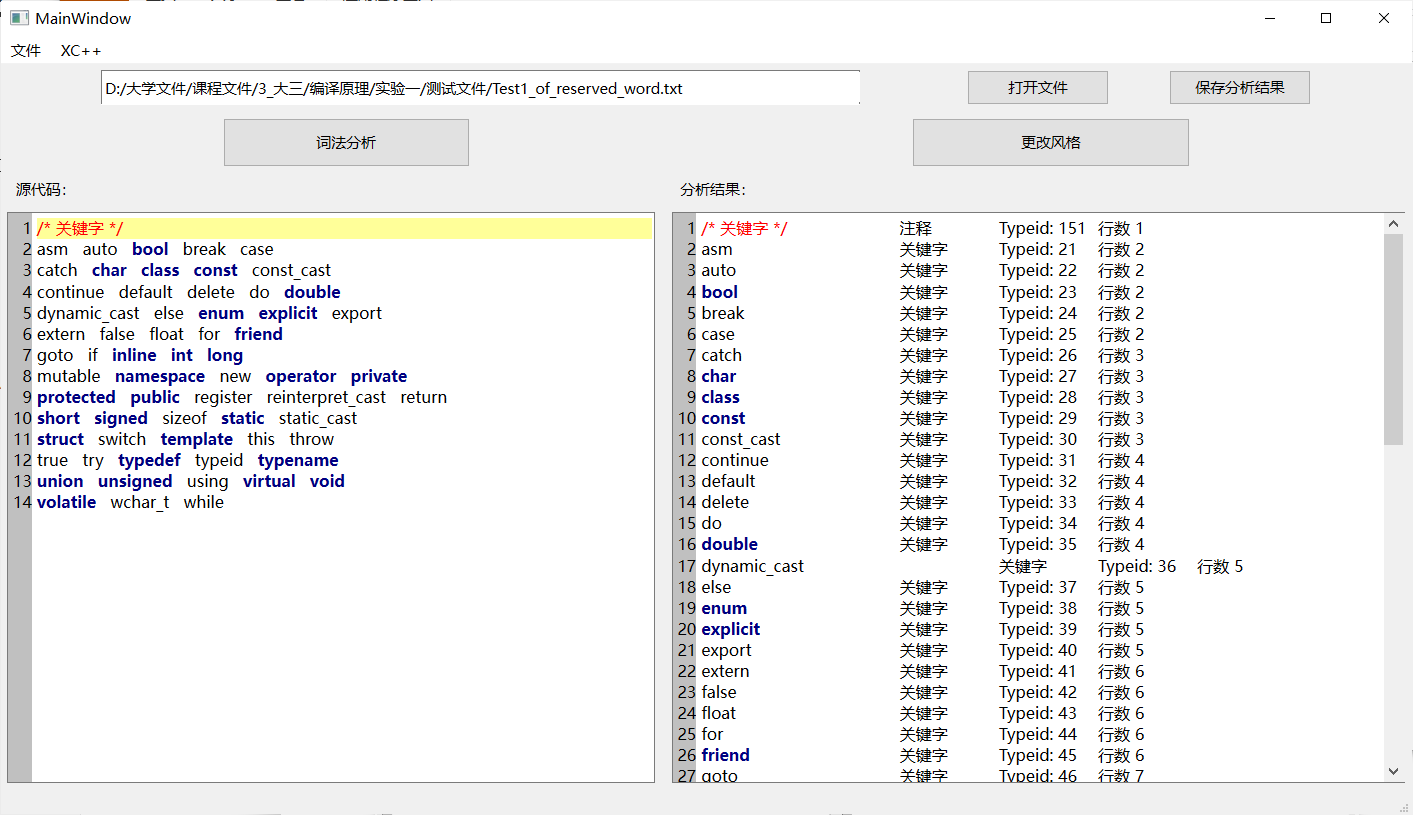 MainWindow
文件 XC++
D:/大学文件/课程文件/3_大三/编译原理/实验一/测试文件/Test1_of_reserved_word.txt 打开文件 保存分析结果
词法分析 更改风格
源代码: 分析结果:
1 /* 关键字 */
2 asm auto bool break case
3 catch char class const const_cast
4 continue default delete do double
5 dynamic_cast else enum explicit export
6 extern false float for friend
7 goto if inline int long
8 mutable namespace new operator private
9 protected public register reinterpret_cast return
10 short signed sizeof static static_cast
11 struct switch template this throw
12 true try typedef typeid typename
13 union unsigned using virtual void
14 volatile wchar_t while
1 /* 关键字 */ 注释 Typeid: 151 行数 1
2 asm 关键字 Typeid: 21 行数 2
3 auto 关键字 Typeid: 22 行数 2
4 bool 关键字 Typeid: 23 行数 2
5 break 关键字 Typeid: 24 行数 2
6 case 关键字 Typeid: 25 行数 2
7 catch 关键字 Typeid: 26 行数 3
8 char 关键字 Typeid: 27 行数 3
9 class 关键字 Typeid: 28 行数 3
10 const 关键字 Typeid: 29 行数 3
11 const_cast 关键字 Typeid: 30 行数 3
12 continue 关键字 Typeid: 31 行数 4
13 default 关键字 Typeid: 32 行数 4
14 delete 关键字 Typeid: 33 行数 4
15 do 关键字 Typeid: 34 行数 4
16 double 关键字 Typeid: 35 行数 4
17 dynamic_cast 关键字 Typeid: 36 行数 5
18 else 关键字 Typeid: 37 行数 5
19 enum 关键字 Typeid: 38 行数 5
20 explicit 关键字 Typeid: 39 行数 5
21 export 关键字 Typeid: 40 行数 5
22 extern 关键字 Typeid: 41 行数 6
23 false 关键字 Typeid: 42 行数 6
24 float 关键字 Typeid: 43 行数 6
25 for 关键字 Typeid: 44 行数 6
26 friend 关键字 Typeid: 45 行数 6
27 goto 关键字 Typeid: 46 行数 7